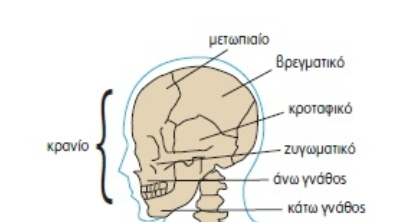 μετωπιαίο
βρεγματικό
κροταφικό
κρανίο
ζυγωματικό
άνω γνάθος
κάτω γνάθος